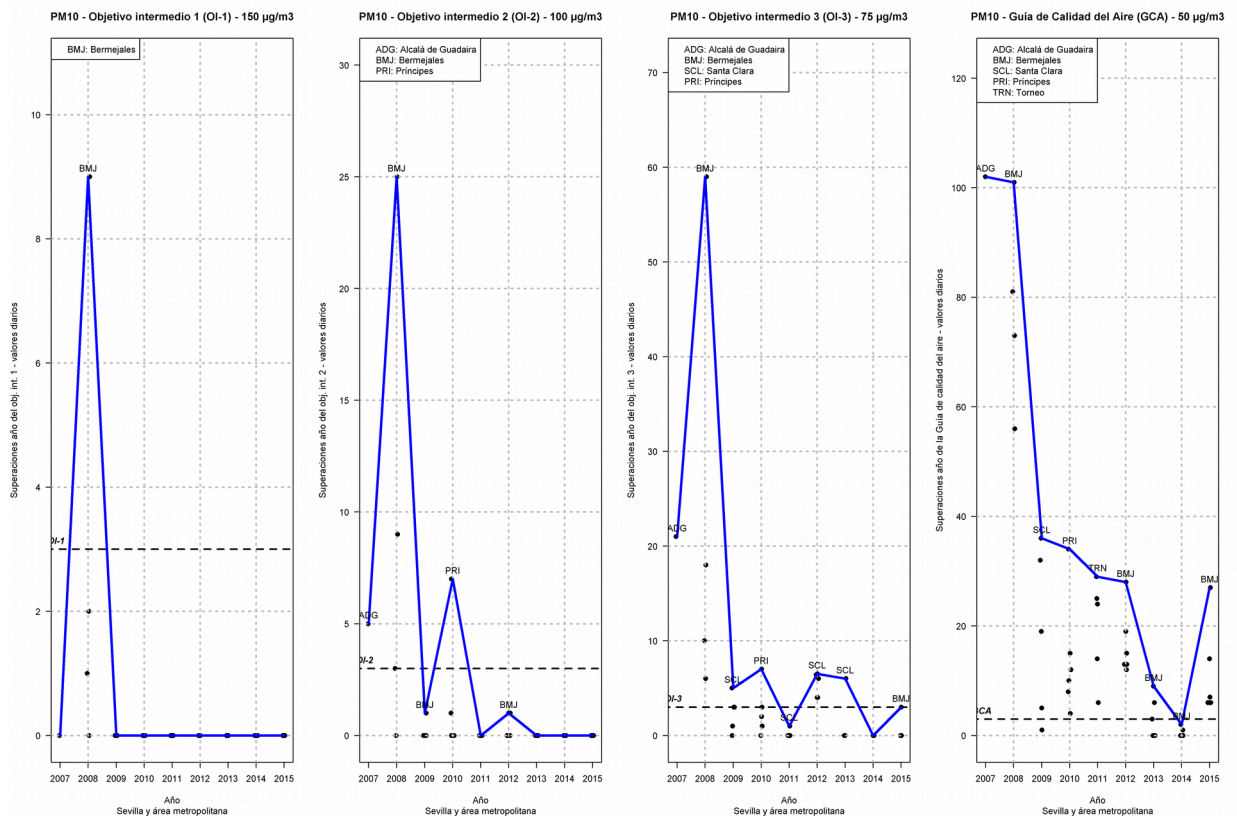 PM10 - Objetivo intermedio 1 (OI-1) - 150 µg/m3
BMJ: Bermejales
Superaciones año del obj. int. 1 - valores diarios
10
8
6
4
2
0
BMJ
OI-1
2007 2008 2009 2010 2011 2012 2013 2014 2015
Año
Sevilla y área metropolitana
PM10 - Objetivo intermedio 2 (OI-2) - 100 µg/m3
ADG: Alcalá de Guadaira
BMJ: Bermejales
PRI: Príncipes
Superaciones año del obj. int. 2 - valores diarios
30
25
20
15
10
5
0
ADG
BMJ
BMJ
PRI
BMJ
OI-2
2007 2008 2009 2010 2011 2012 2013 2014 2015
Año
Sevilla y área metropolitana
PM10 - Objetivo intermedio 3 (OI-3) - 75 µg/m3
ADG: Alcalá de Guadaira
BMJ: Bermejales
SCL: Santa Clara
PRI: Príncipes
Superaciones año del obj. int. 3 - valores diarios
70
60
50
40
30
20
10
0
ADG
BMJ
SCL
PRI
SCL
SCL
SCL
BMJ
OI-3
2007 2008 2009 2010 2011 2012 2013 2014 2015
Año
Sevilla y área metropolitana
PM10 - Guía de Calidad del Aire (GCA) - 50 µg/m3
ADG: Alcalá de Guadaira
BMJ: Bermejales
SCL: Santa Clara
PRI: Príncipes
TRN: Torneo
Superaciones año de la Guía de calidad del aire - valores diarios
120
100
80
60
40
20
0
ADG
BMJ
SCL
PRI
TRN
BMJ
BMJ
BMJ
BMJ
GCA
2007 2008 2009 2010 2011 2012 2013 2014 2015
Año
Sevilla y área metropolitana